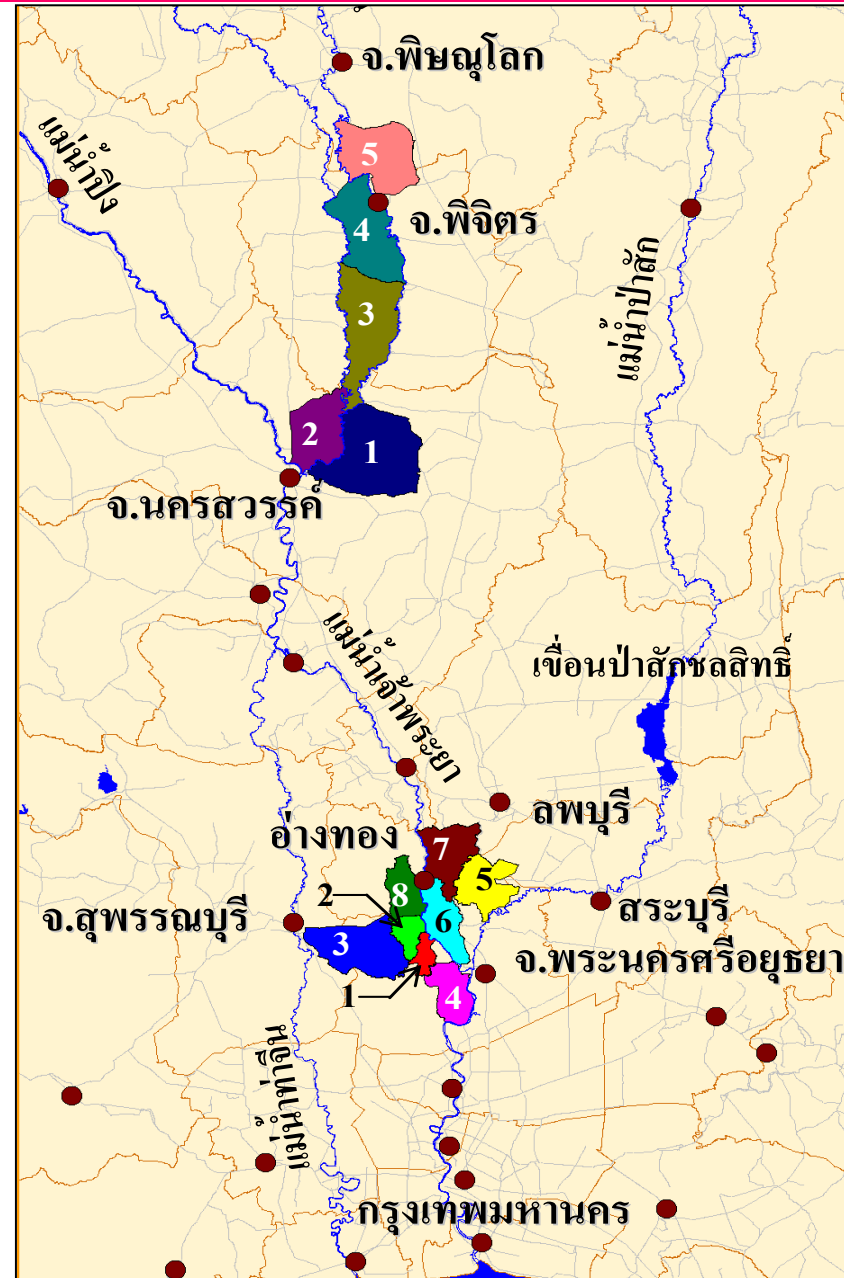 จ.พิษณุโลก
แม่น้ำปิง
5
4
จ.พิจิตร
3
แม่น้ำป่าสัก
2
1
จ.นครสวรรค์
แม่น้ำเจ้าพระยา
เขื่อนป่าสักชลสิทธิ์
ลพบุรี
อ่างทอง
7
5
2
8
สระบุรี
จ.สุพรรณบุรี
6
3
จ.พระนครศรีอยุธยา
1
4
แม่น้ำท่าจีน
กรุงเทพมหานคร